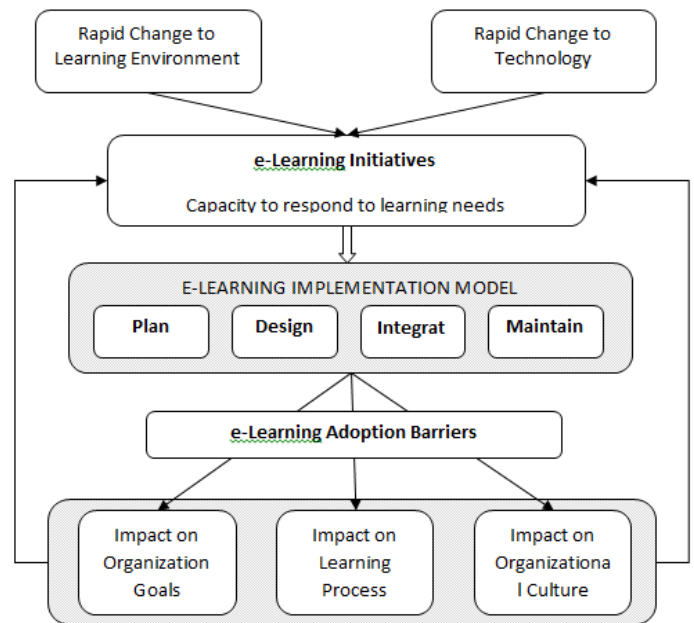 Rapid Change to
Learning Environment
Rapid Change to
Technology
e-Learning Initiatives
Capacity to respond to learning needs
E-LEARNING IMPLEMENTATION MODEL
Plan
Design
Integrat
Maintain
e-Learning Adoption Barriers
Impact on
Organization
Goals
Impact on
Learning
Process
Impact on
Organizationa
l Culture